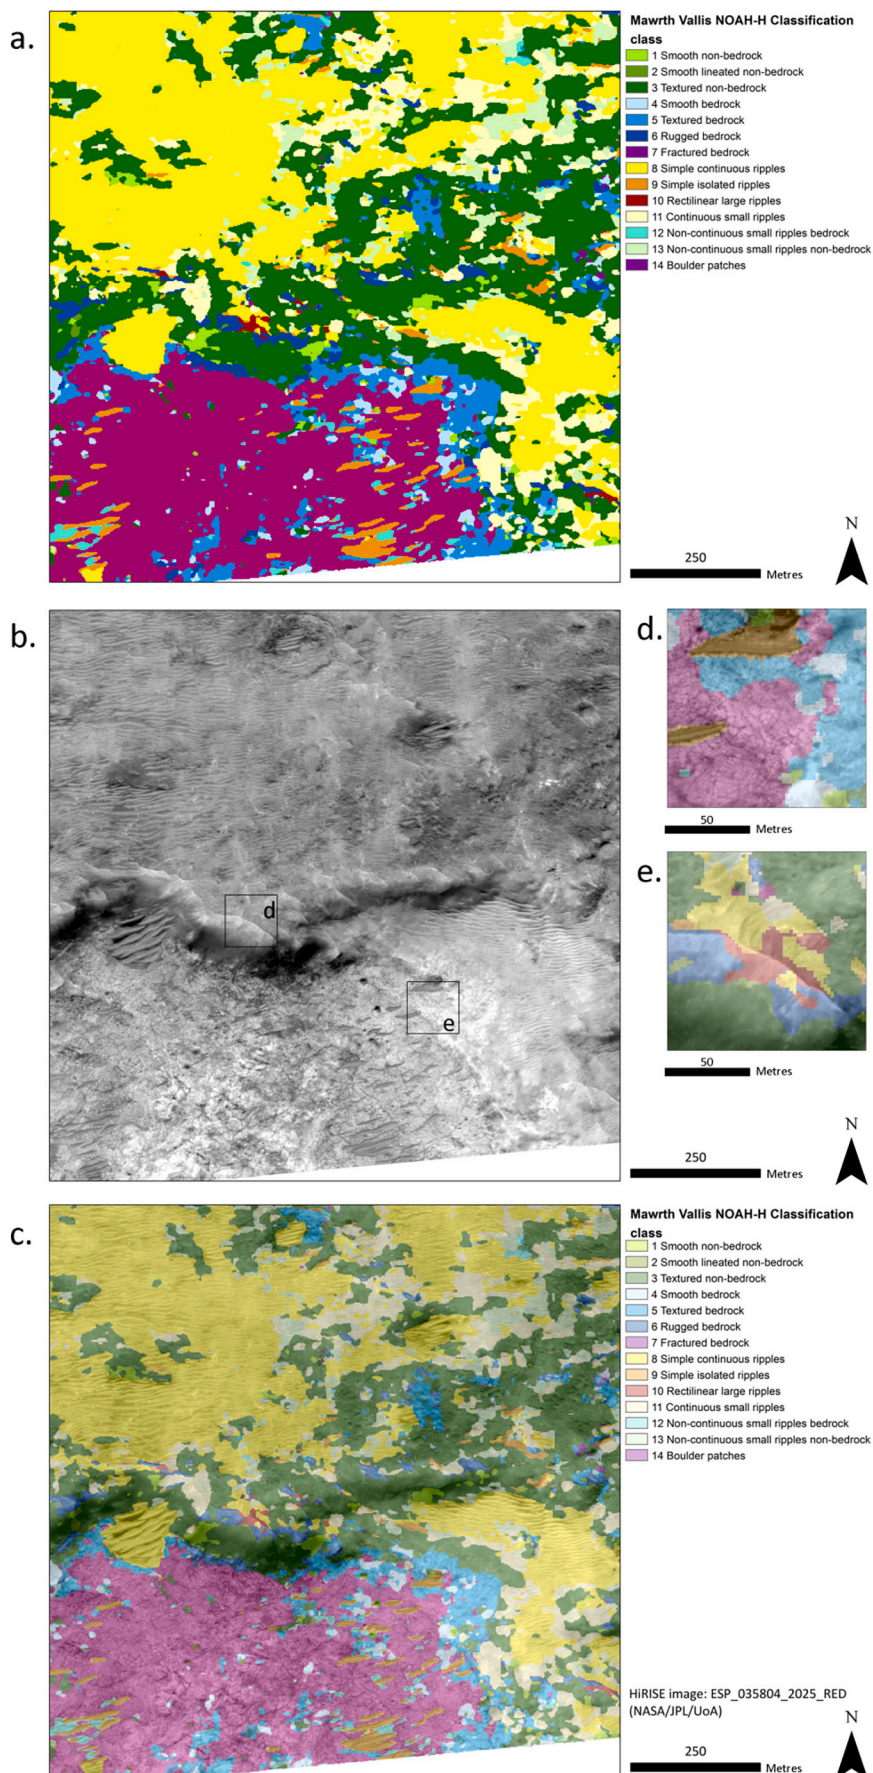 a.
Mawrth Vallis NOAH-H Classification
class
1 Smooth non-bedrock
2 Smooth lineated non-bedrock
3 Textured non-bedrock
4 Smooth bedrock
5 Textured bedrock
6 Rugged bedrock
7 Fractured bedrock
8 Simple continuous ripples
9 Simple isolated ripples
10 Rectilinear large ripples
11 Continuous small ripples
12 Non-continuous small ripples bedrock
13 Non-continuous small ripples non-bedrock
14 Boulder patches
N
250
Metres
b.
d
e
d.
50
Metres
e.
50
Metres
N
250
Metres
c.
Mawrth Vallis NOAH-H Classification
class
1 Smooth non-bedrock
2 Smooth lineated non-bedrock
3 Textured non-bedrock
4 Smooth bedrock
5 Textured bedrock
6 Rugged bedrock
7 Fractured bedrock
8 Simple continuous ripples
9 Simple isolated ripples
10 Rectilinear large ripples
11 Continuous small ripples
12 Non-continuous small ripples bedrock
13 Non-continuous small ripples non-bedrock
14 Boulder patches
HiRISE image: ESP_035804_2025_RED
(NASA/JPL/UoA)
N
250
Metres